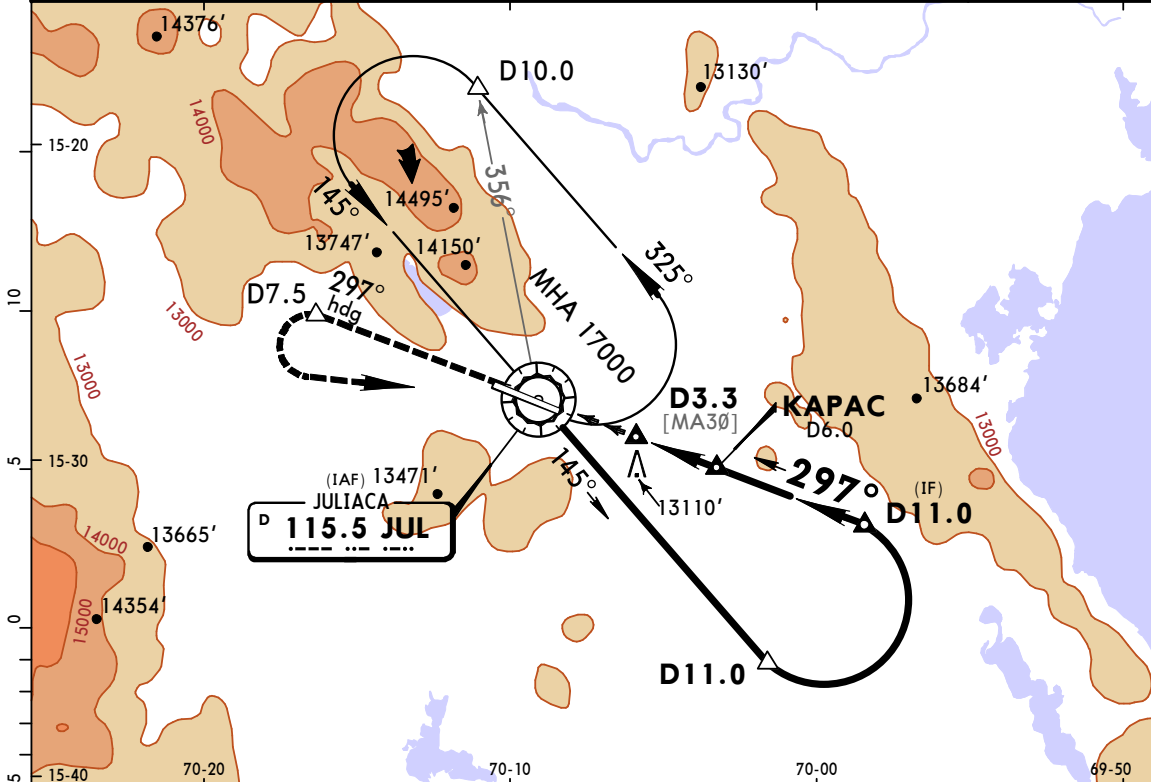 14376'
D10.0
13130'
14000
15-20
356°
145°
14495'
13747'
14150'
325°
D7.5
297°
hdg
MHA 17000
10
13000
13000
D3.3
[MA3Ø]
KAPAC
D6.0
13684'
13000
5
15-30
145°
297°
(IF)
D11.0
(IAF)
13471'
JULIACA
D
115.5 JUL
13110'
14000
13665'
15000
14354'
0
D11.0
5
15-40
70-20
70-10
70-00
69-50